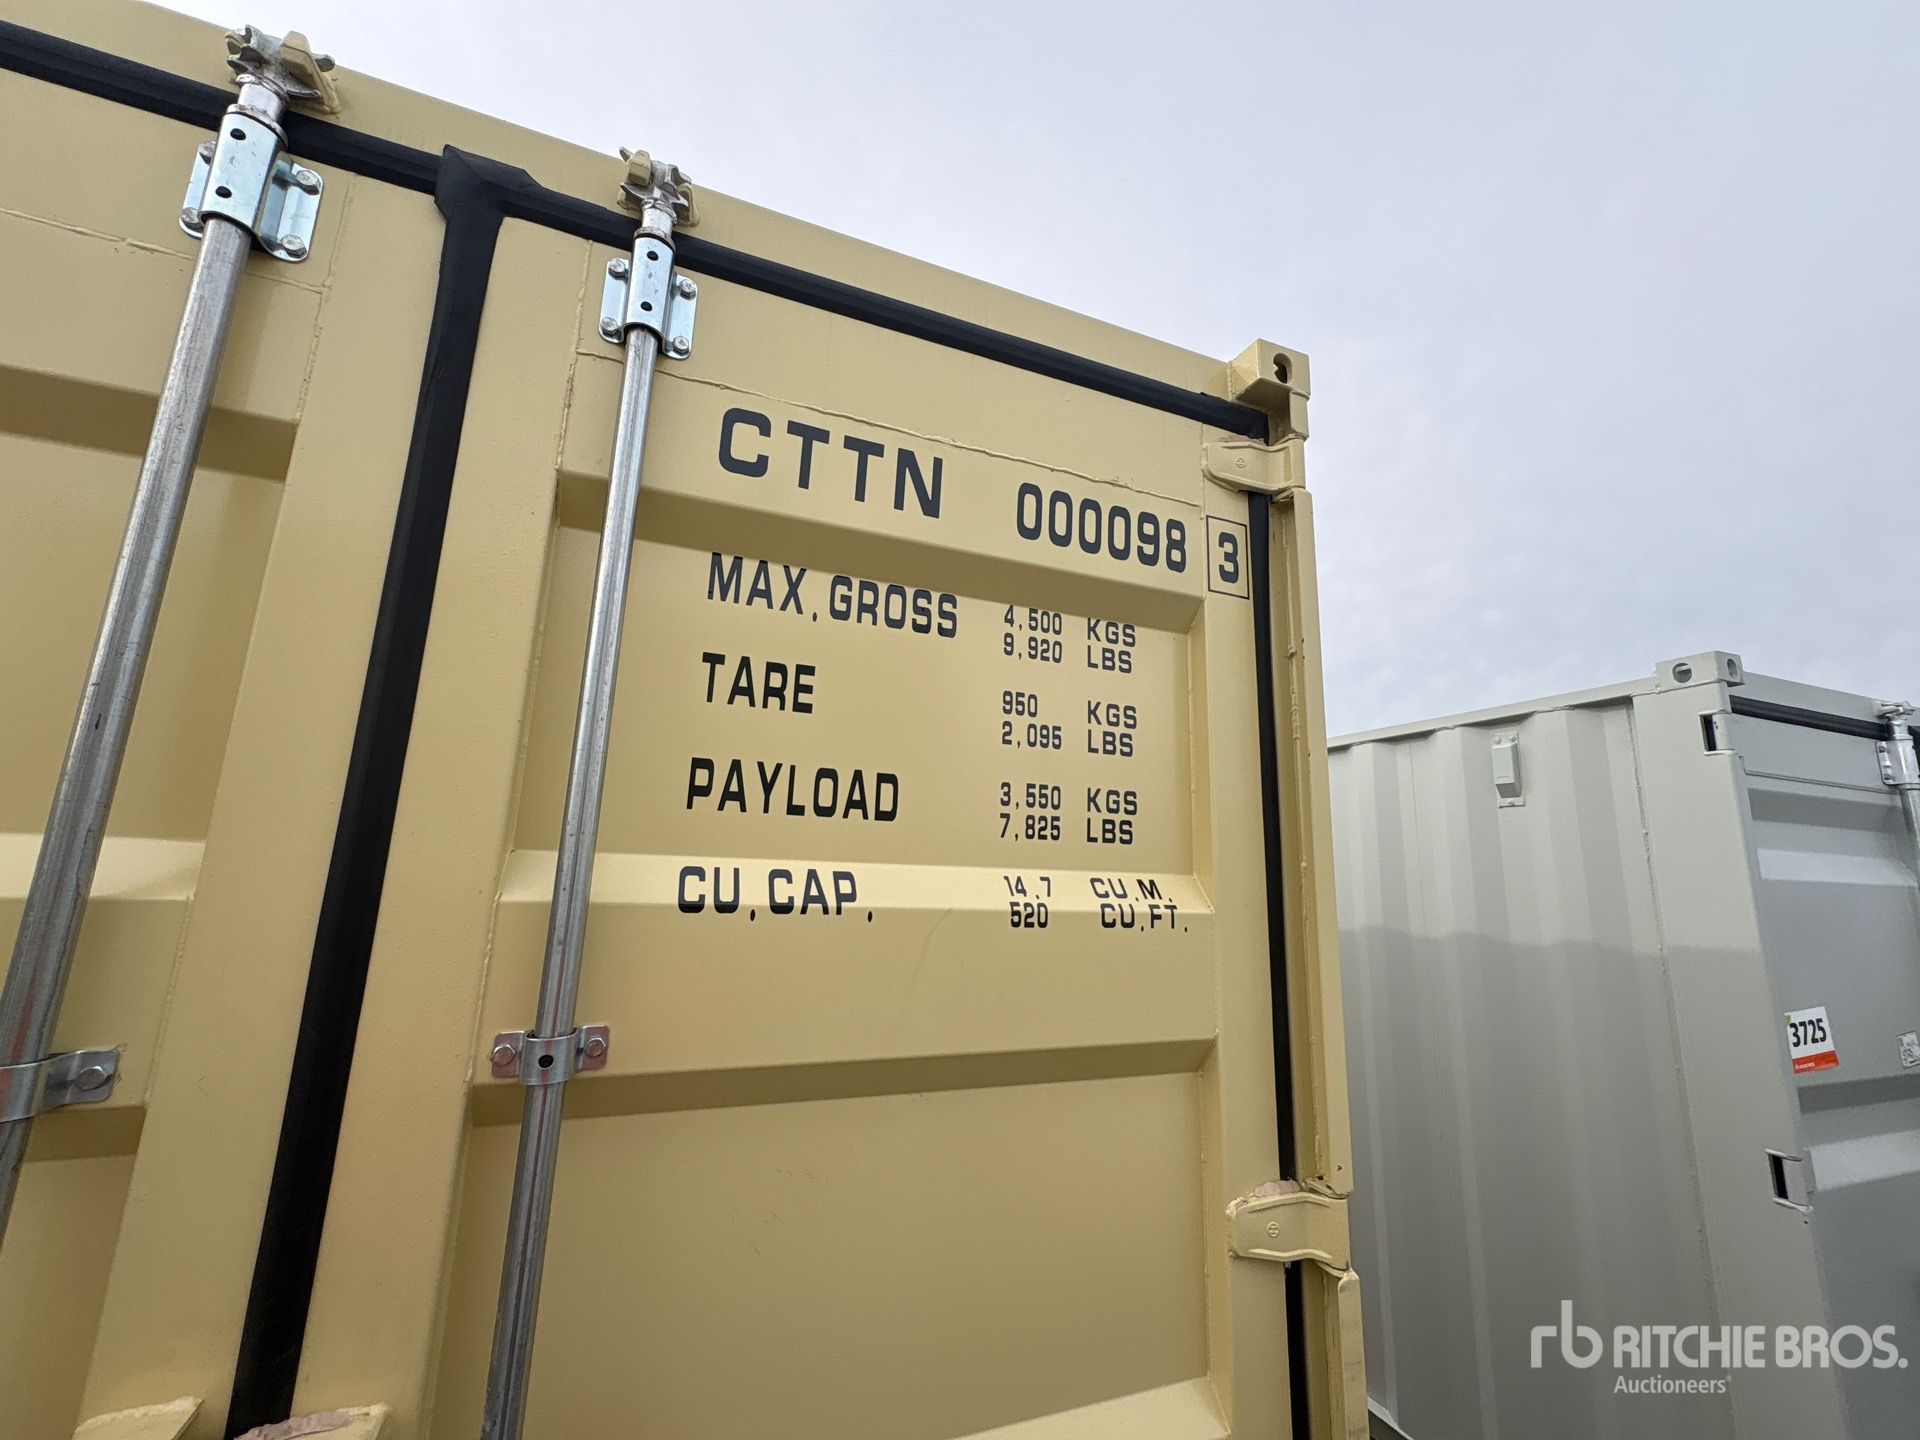 CTTN 000098 3
MAX.GROSS 4,500 KGS
9,920 LBS
TARE 950 KGS
2,095 LBS
PAYLOAD 3,550 KGS
7,825 LBS
CU.CAP. 14.7 CU.M.
520 CU.FT.
3725
rb RITCHIE BROS.
Auctioneers